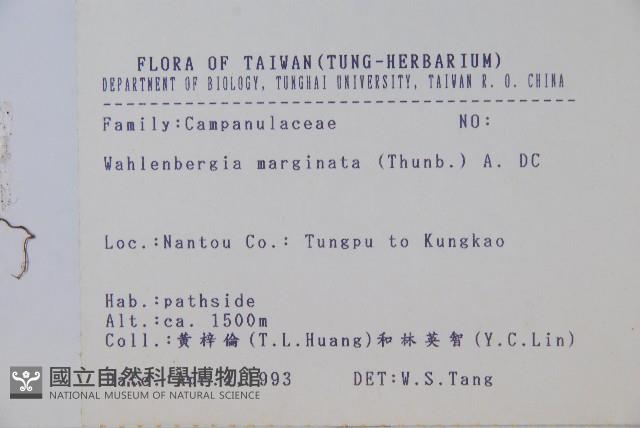 FLORA OF TAIWAN(TUNG-HERBARIUM)
DEPARTMENT OF BIOLOGY, TUNGHAI UNIVERSITY, TAIWAN R. O. CHINA
Family:Campanulaceae NO:
Wahlenbergia marginata (Thunb.) A. DC
Loc.:Nantou Co.: Tungpu to Kungkao
Hab.:pathside
Alt.:ca. 1500m
Coll.:黃梓倫(T.L.Huang)和林英智(Y.C.Lin)
993 DET:W.S.Tang
國立自然科學博物館
NATIONAL MUSEUM OF NATURAL SCIENCE